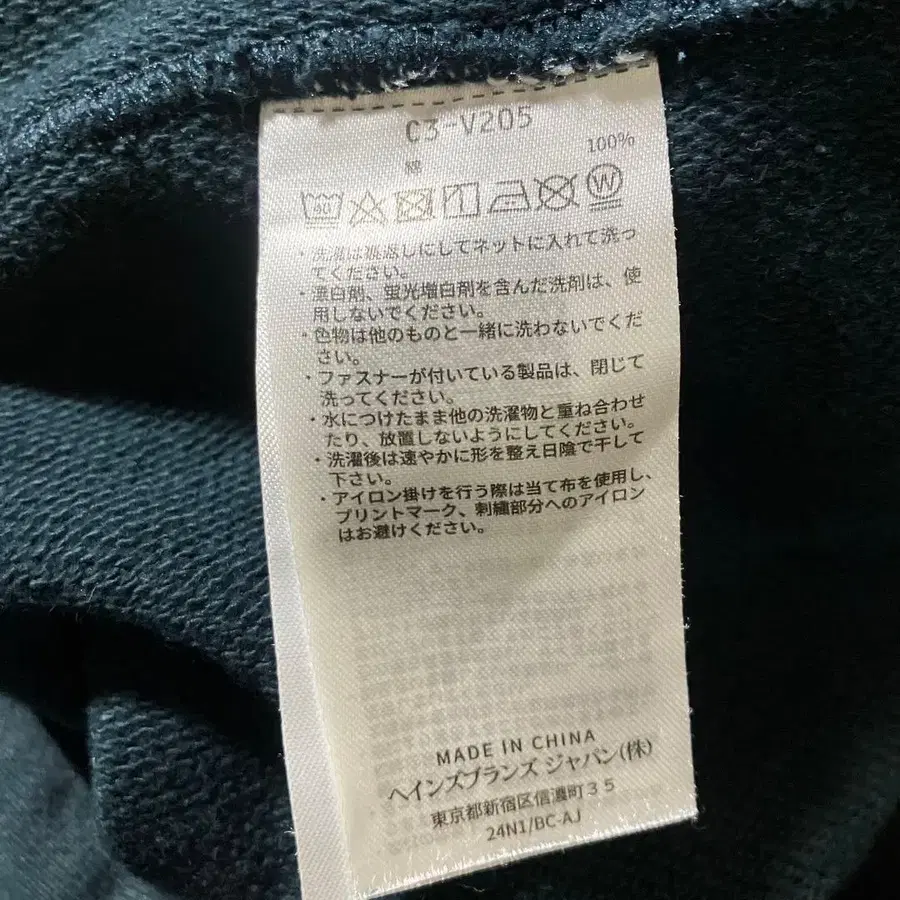 C3-V205
綿 100%
・洗濯は裏返しにしてネットに入れて洗っ
てください。
・漂白剤、蛍光増白剤を含んだ洗剤は、使
用しないでください。
・色物は他のものと一緒に洗わないでくだ
さい。
・ファスナーが付いている製品は、閉じて
洗ってください。
・水につけたまま他の洗濯物と重ね合わせ
たり、放置しないようにしてください。
・洗濯後は速やかに形を整え日陰で干して
下さい。
・アイロン掛けを行う際は当て布を使用し、
プリントマーク、刺繍部分へのアイロン
はお避けください。
MADE IN CHINA
ヘインズブランズ ジャパン(株)
東京都新宿区信濃町35
24N1/BC-AJ